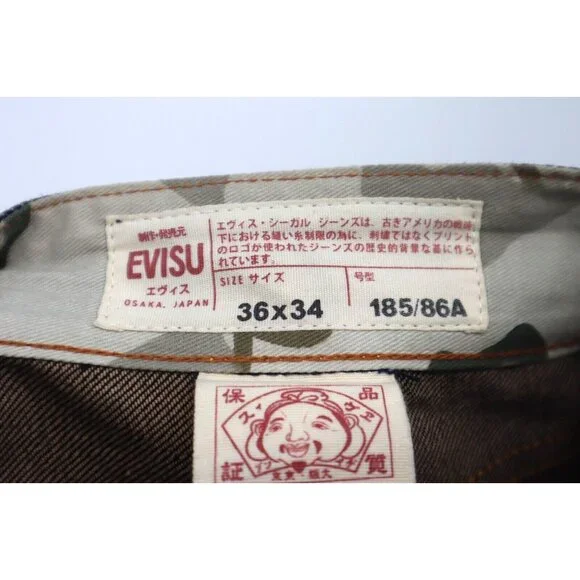 制作・発売元
EVISU
エヴィス
OSAKA, JAPAN
エヴィス・シーガル ジーンズは、古きアメリカの戦時
下における縫い糸制限の為に、刺繍ではなくプリント
のロゴが使われたジーンズの歴史的背景を基に作ら
れています。
SIZE サイズ
36x34
号型
185/86A
保 品
証 質